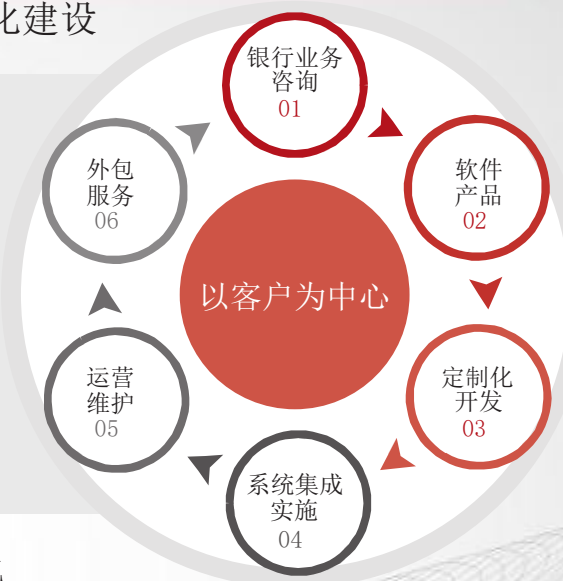 化建设
银行业务
咨询
01
软件
产品
02
定制化
开发
03
系统集成
实施
04
运营
维护
05
外包
服务
06
以客户为中心